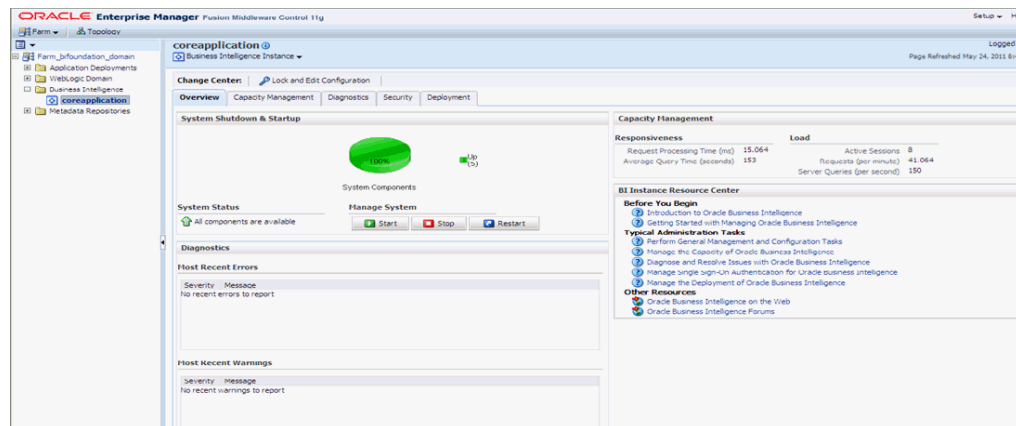 ORACLE Enterprise Manager Fusion Middleware Control 11g
Setup
Farm Topology
coreapplication
Logged
Business Intelligence Instance
Page Refreshed May 24, 2011
Farm_bifoundation_domain
Application Deployments
WebLogic Domain
Business Intelligence
coreapplication
Metadata Repositories
Change Center: Lock and Edit Configuration
Overview Capacity Management Diagnostics Security Deployment
System Shutdown & Startup
100%
Up
(5)
System Components
System Status
All components are available
Manage System
Start Stop Restart
Diagnostics
Most Recent Errors
Severity Message
No recent errors to report
Most Recent Warnings
Severity Message
No recent warnings to report
Capacity Management
Responsiveness
Request Processing Time (ms) 15.064
Average Query Time (seconds) 153
Load
Active Sessions 8
Requests (per minute) 41.064
Server Queries (per second) 150
BI Instance Resource Center
Before You Begin
Introduction to Oracle Business Intelligence
Getting Started with Managing Oracle Business Intelligence
Typical Administration Tasks
Perform General Management and Configuration Tasks
Manage the Capacity of Oracle Business Intelligence
Diagnose and Resolve Issues with Oracle Business Intelligence
Manage Single Sign-On Authentication for Oracle Business Intelligence
Manage the Deployment of Oracle Business Intelligence
Other Resources
Oracle Business Intelligence on the Web
Oracle Business Intelligence Forums